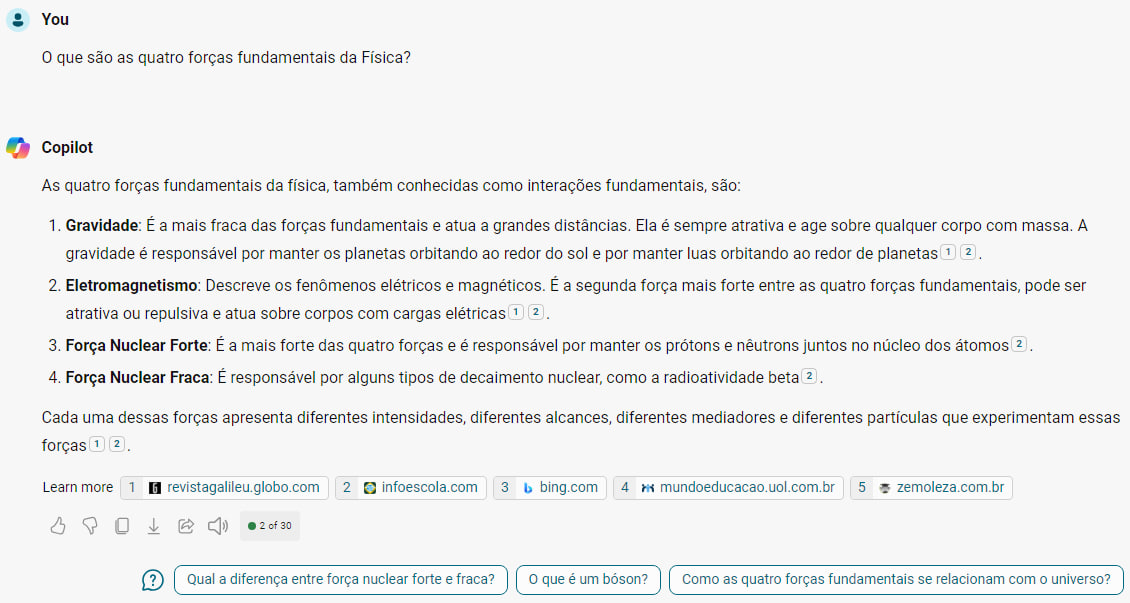 You
O que são as quatro forças fundamentais da Física?
Copilot
As quatro forças fundamentais da física, também conhecidas como interações fundamentais, são:
1. Gravidade: É a mais fraca das forças fundamentais e atua a grandes distâncias. Ela é sempre atrativa e age sobre qualquer corpo com massa. A
gravidade é responsável por manter os planetas orbitando ao redor do sol e por manter luas orbitando ao redor de planetas 1 2 .
2. Eletromagnetismo: Descreve os fenômenos elétricos e magnéticos. É a segunda força mais forte entre as quatro forças fundamentais, pode ser
atrativa ou repulsiva e atua sobre corpos com cargas elétricas 1 2 .
3. Força Nuclear Forte: É a mais forte das quatro forças e é responsável por manter os prótons e nêutrons juntos no núcleo dos átomos 2 .
4. Força Nuclear Fraca: É responsável por alguns tipos de decaimento nuclear, como a radioatividade beta 2 .
Cada uma dessas forças apresenta diferentes intensidades, diferentes alcances, diferentes mediadores e diferentes partículas que experimentam essas
forças 1 2 .
Learn more 1 revistagalileu.globo.com 2 infoescola.com 3 bing.com 4 mundoeducacao.uol.com.br 5 zemoleza.com.br
2 of 30
Qual a diferença entre força nuclear forte e fraca? O que é um bóson? Como as quatro forças fundamentais se relacionam com o universo?